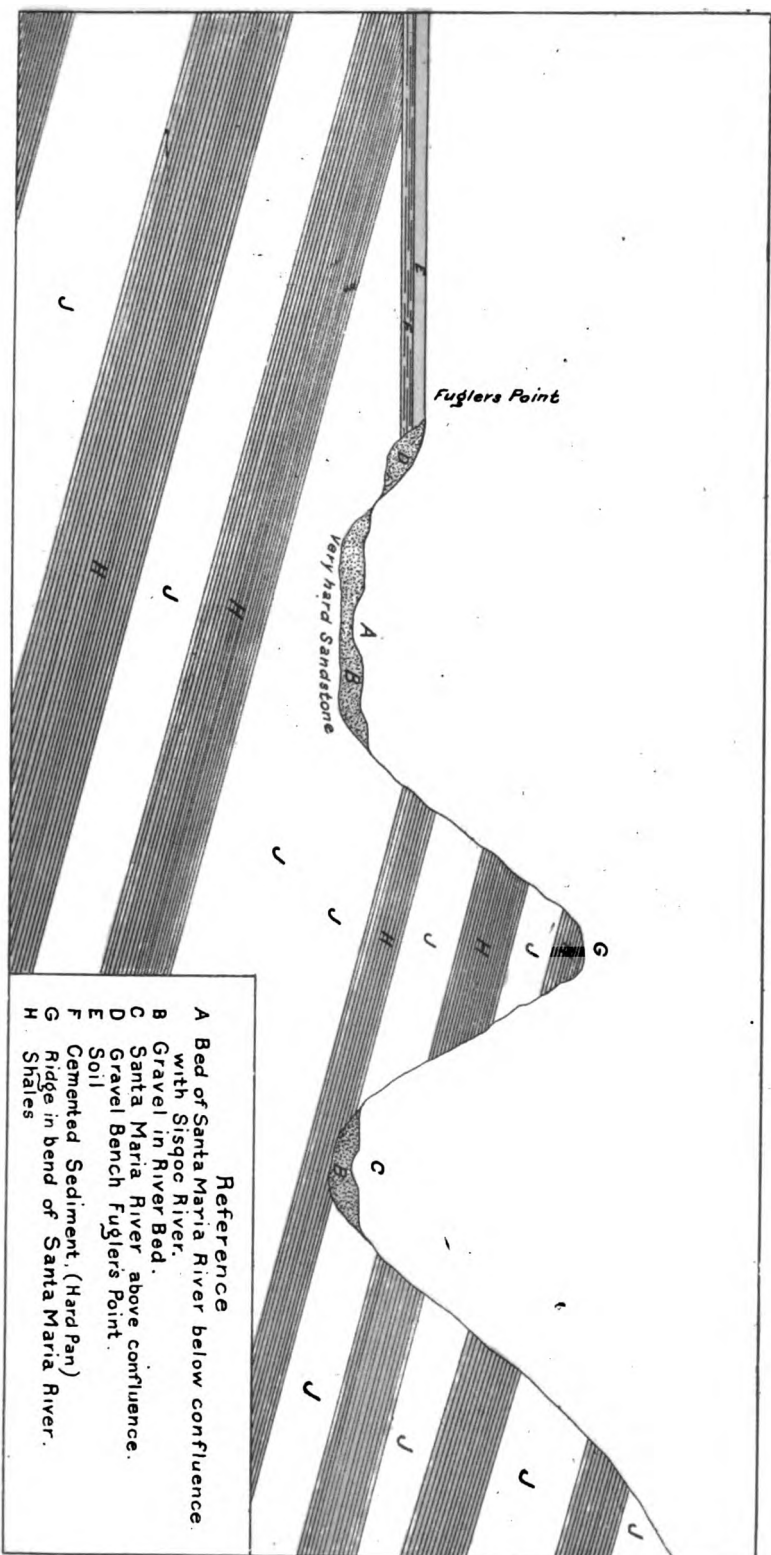 Fuglers Point
E
F
D
A
B
Very hard Sandstone
G
C
B
H
H
H
H
J
J
J
J
J
J
J
J
J
J
Reference
A Bed of Santa Maria River below confluence
with Sisqoc River.
B Gravel in River Bed.
C Santa Maria River above confluence.
D Gravel Bench Fugler's Point.
E Soil
F Cemented Sediment, (Hard Pan)
G Ridge in bend of Santa Maria River.
H Shales